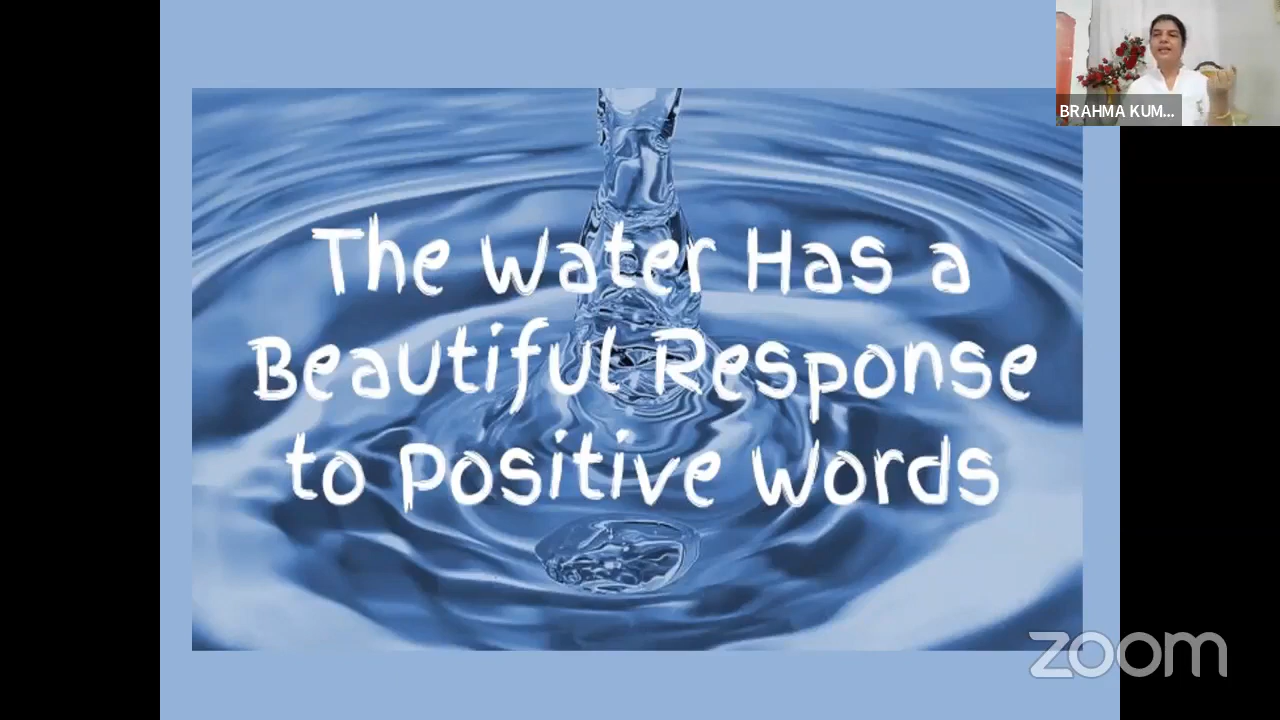 BRAHMA KUM...
The Water Has a
Beautiful Response
to Positive Words
zoom